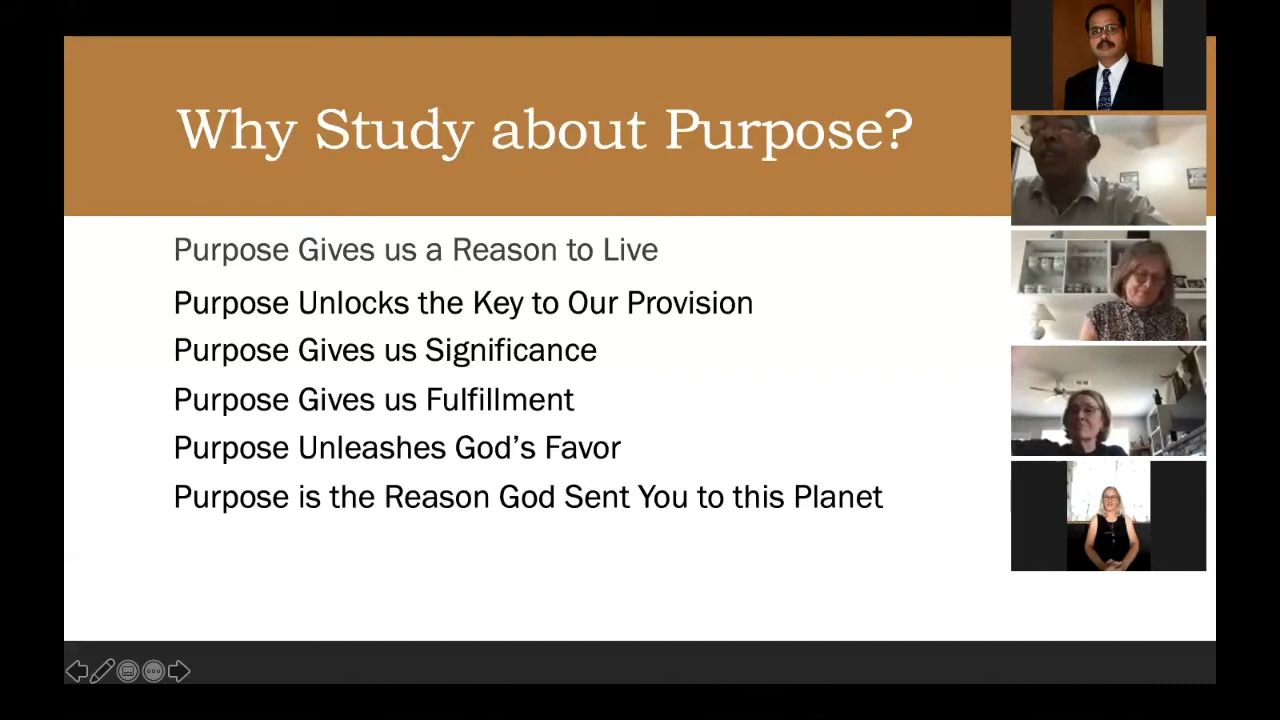 Why Study about Purpose?
Purpose Gives us a Reason to Live
Purpose Unlocks the Key to Our Provision
Purpose Gives us Significance
Purpose Gives us Fulfillment
Purpose Unleashes God’s Favor
Purpose is the Reason God Sent You to this Planet